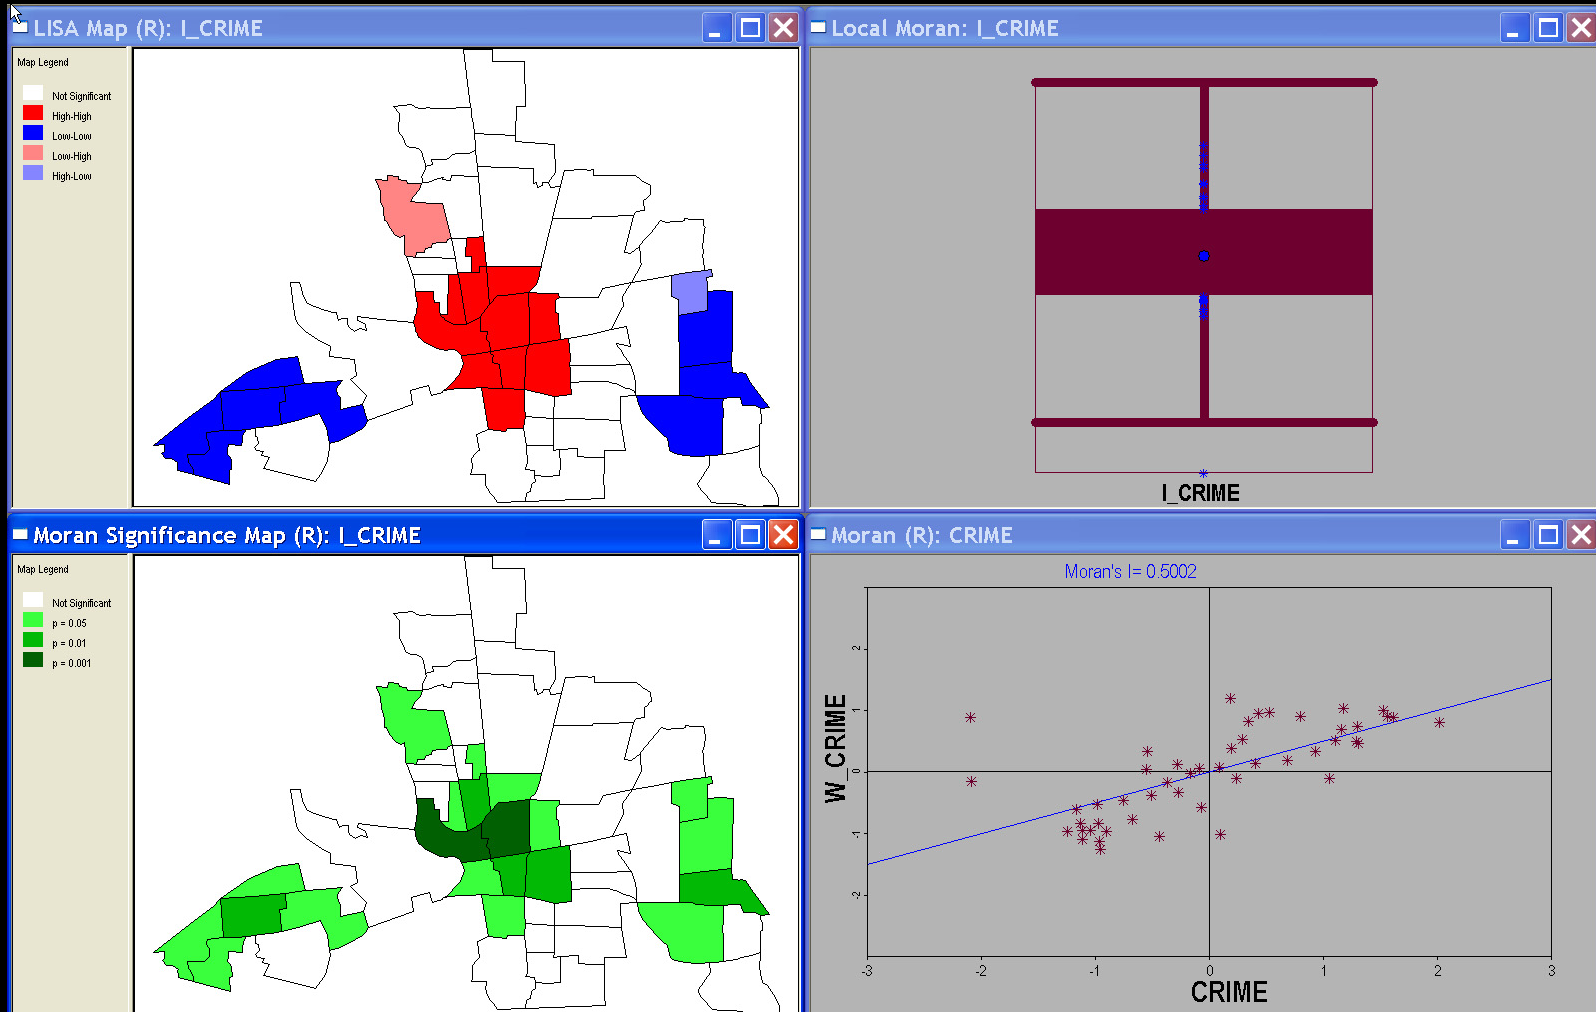 LISA Map (R): I_CRIME
Map Legend
Not Significant
High-High
Low-Low
Low-High
High-Low
Local Moran: I_CRIME
I_CRIME
Moran Significance Map (R): I_CRIME
Map Legend
Not Significant
p = 0.05
p = 0.01
p = 0.001
Moran (R): CRIME
Moran's I= 0.5002
W_CRIME
2
1
0
-1
-2
-3
-2
-1
0
1
2
3
CRIME